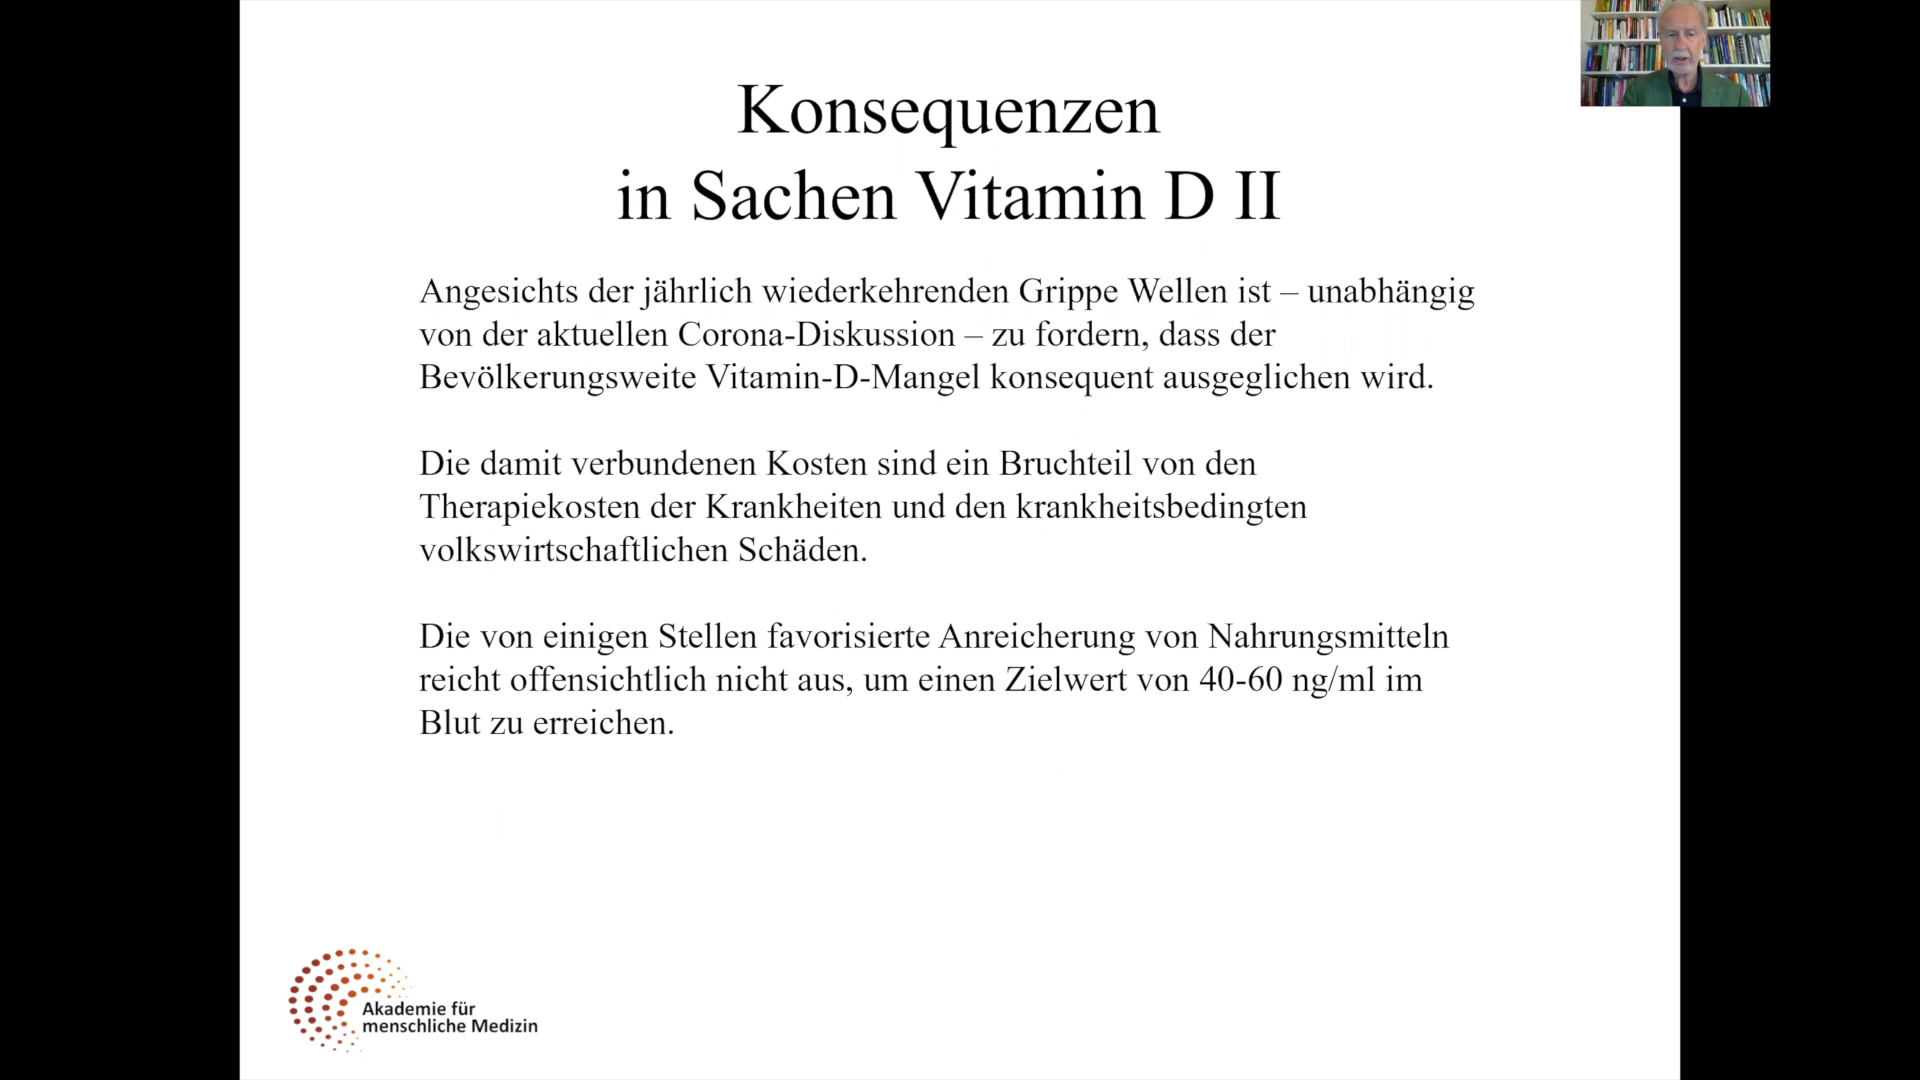 Konsequenzen
in Sachen Vitamin D II
Angesichts der jährlich wiederkehrenden Grippe Wellen ist – unabhängig
von der aktuellen Corona-Diskussion – zu fordern, dass der
Bevölkerungsweite Vitamin-D-Mangel konsequent ausgeglichen wird.
Die damit verbundenen Kosten sind ein Bruchteil von den
Therapiekosten der Krankheiten und den krankheitsbedingten
volkswirtschaftlichen Schäden.
Die von einigen Stellen favorisierte Anreicherung von Nahrungsmitteln
reicht offensichtlich nicht aus, um einen Zielwert von 40-60 ng/ml im
Blut zu erreichen.
Akademie für
menschliche Medizin